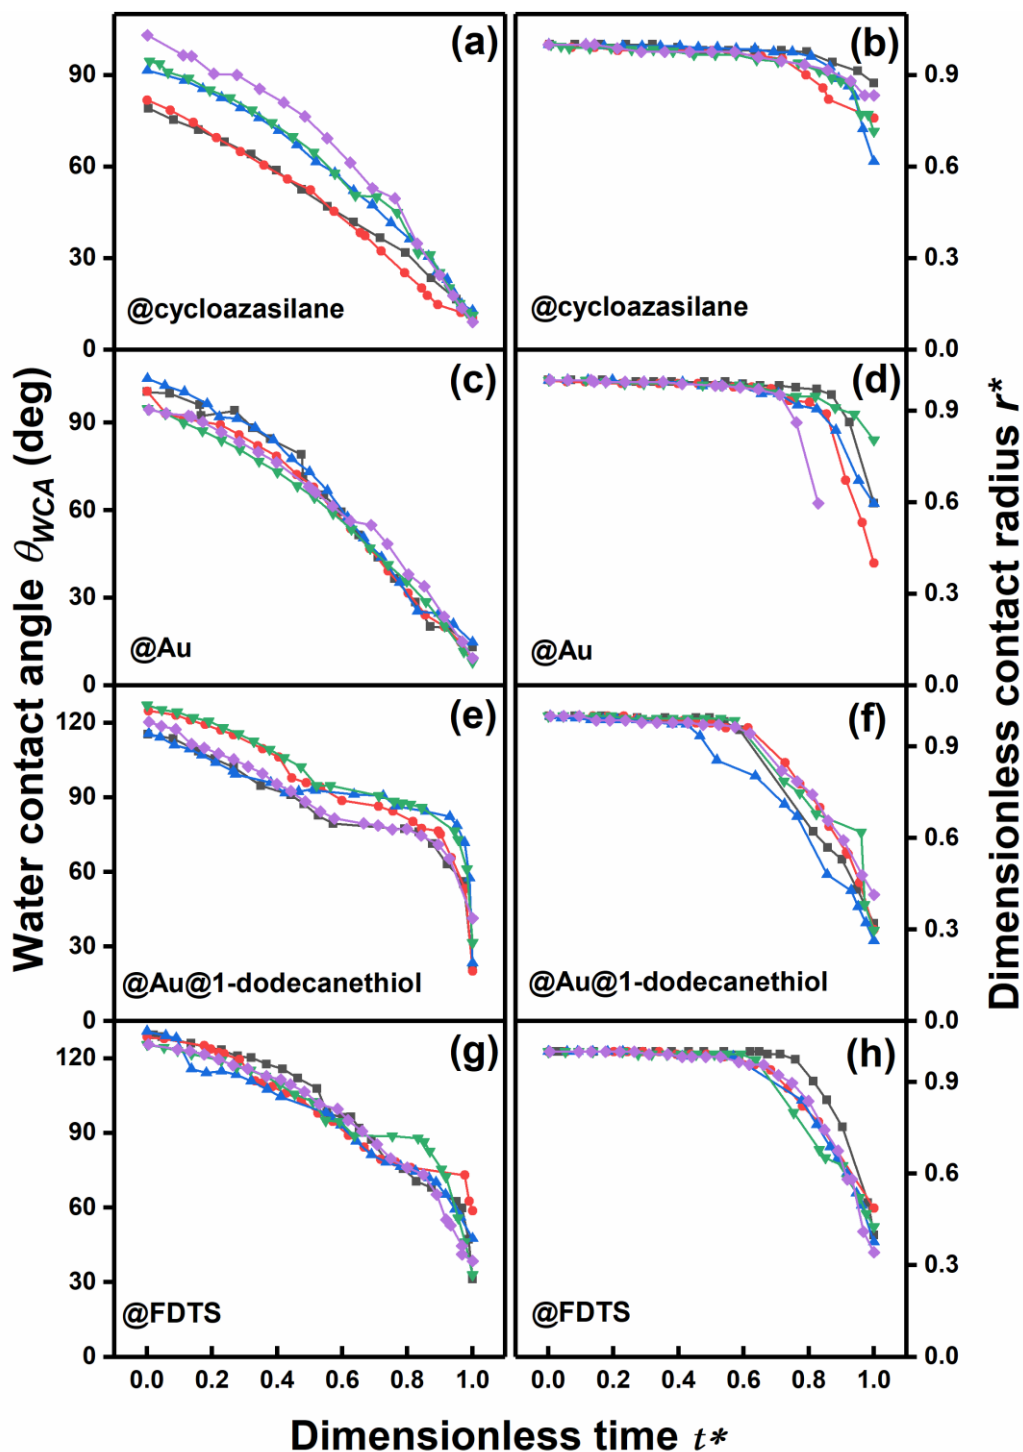 (a)
90
60
30
0
@cycloazasilane
(b)
0.9
0.6
0.3
0.0
@cycloazasilane
(c)
90
60
30
0
@Au
(d)
0.9
0.6
0.3
0.0
@Au
(e)
120
90
60
30
0
@Au@1-dodecanethiol
(f)
0.9
0.6
0.3
0.0
@Au@1-dodecanethiol
(g)
120
90
60
30
0
@FDTS
(h)
0.9
0.6
0.3
0.0
@FDTS
0.0 0.2 0.4 0.6 0.8 1.0
0.0 0.2 0.4 0.6 0.8 1.0
Water contact angle θWCA (deg)
Dimensionless contact radius r*
Dimensionless time t*